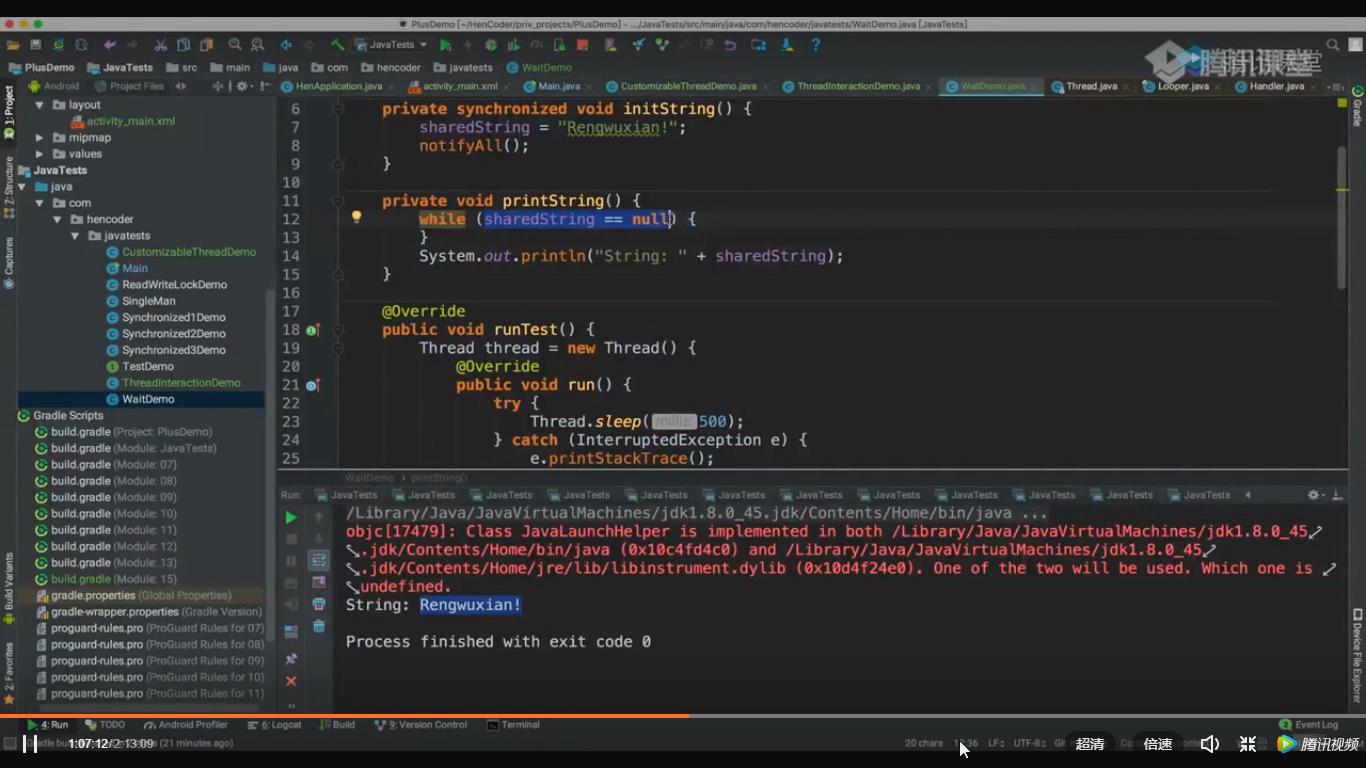 PlusDemo [~/HenCoder/priv_projects/PlusDemo] - .../JavaTests/src/main/java/com/hencoder/javatests/WaitDemo.java [JavaTests]
JavaTests
PlusDemo JavaTests src main java com hencoder javatests WaitDemo
腾讯课堂
Android Project Files
HenApplication.java activity_main.xml Main.java CustomizableThreadDemo.java ThreadInteractionDemo.java WaitDemo.java Thread.java Looper.java Handler.java
1: Project
Z: Structure
Captures
Build Variants
2: Favorites
layout
activity_main.xml
mipmap
values
JavaTests
java
com
hencoder
javatests
CustomizableThreadDemo
Main
ReadWriteLockDemo
SingleMan
Synchronized1Demo
Synchronized2Demo
Synchronized3Demo
TestDemo
ThreadInteractionDemo
WaitDemo
Gradle Scripts
build.gradle (Project: PlusDemo)
build.gradle (Module: JavaTests)
build.gradle (Module: 07)
build.gradle (Module: 08)
build.gradle (Module: 09)
build.gradle (Module: 10)
build.gradle (Module: 11)
build.gradle (Module: 12)
build.gradle (Module: 13)
build.gradle (Module: 15)
gradle.properties (Global Properties)
gradle-wrapper.properties (Gradle Version)
proguard-rules.pro (ProGuard Rules for 07)
proguard-rules.pro (ProGuard Rules for 08)
proguard-rules.pro (ProGuard Rules for 09)
proguard-rules.pro (ProGuard Rules for 10)
proguard-rules.pro (ProGuard Rules for 11)
6 private synchronized void initString() {
7 sharedString = "Rengwuxian!";
8 notifyAll();
9 }
10
11 private void printString() {
12 while (sharedString == null) {
13 }
14 System.out.println("String: " + sharedString);
15 }
16
17 @Override
18 public void runTest() {
19 Thread thread = new Thread() {
20 @Override
21 public void run() {
22 try {
23 Thread.sleep( millis: 500);
24 } catch (InterruptedException e) {
25 e.printStackTrace();
WaitDemo › printString()
Gradle
Device File Explorer
Run: JavaTests JavaTests JavaTests JavaTests JavaTests JavaTests JavaTests JavaTests JavaTests JavaTests JavaTests JavaTests
/Library/Java/JavaVirtualMachines/jdk1.8.0_45.jdk/Contents/Home/bin/java ...
objc[17479]: Class JavaLaunchHelper is implemented in both /Library/Java/JavaVirtualMachines/jdk1.8.0_45
.jdk/Contents/Home/bin/java (0x10c4fd4c0) and /Library/Java/JavaVirtualMachines/jdk1.8.0_45
.jdk/Contents/Home/jre/lib/libinstrument.dylib (0x10d4f24e0). One of the two will be used. Which one is
undefined.
String: Rengwuxian!
Process finished with exit code 0
4: Run TODO Android Profiler 6: Logcat Build 9: Version Control Terminal Event Log
1:07:12/2:13:09
(21 minutes ago)
20 chars LF UTF-8 超清 倍速 腾讯视频